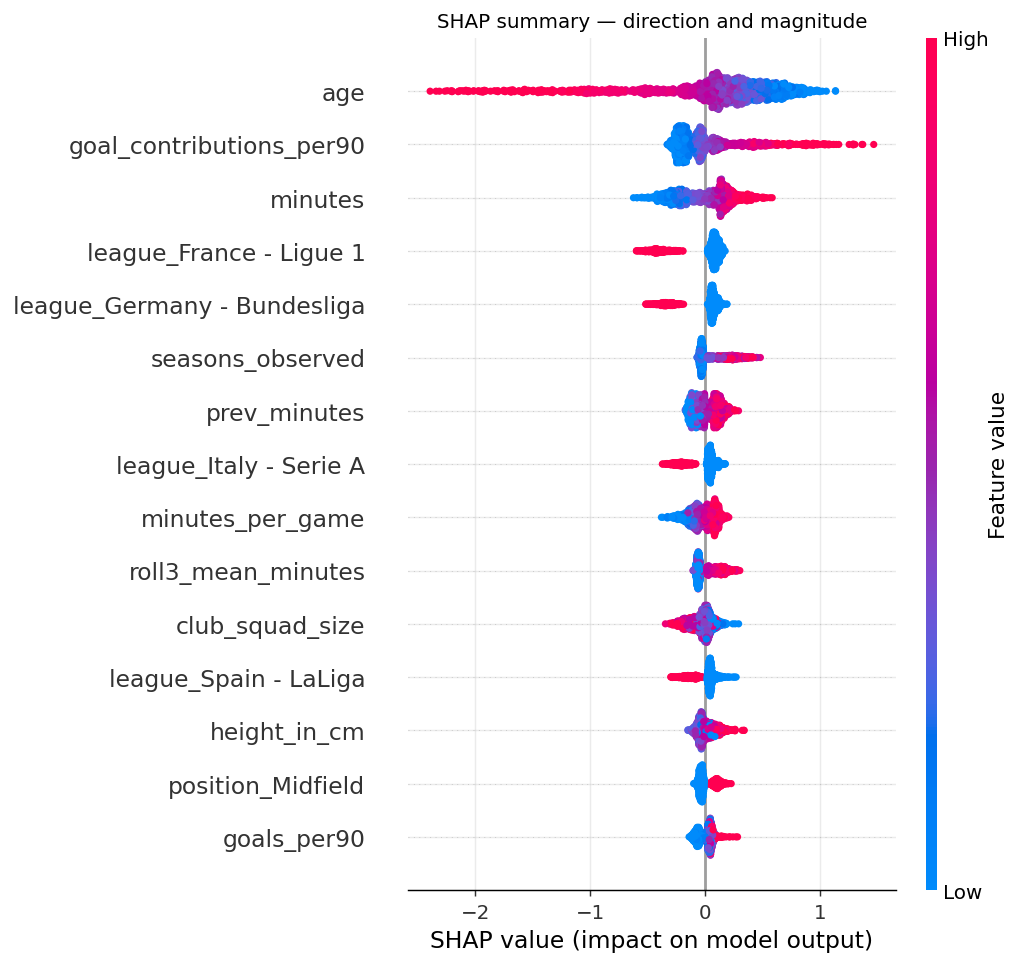 SHAP summary — direction and magnitude
High
age
goal_contributions_per90
minutes
league_France - Ligue 1
league_Germany - Bundesliga
seasons_observed
prev_minutes
league_Italy - Serie A
minutes_per_game
roll3_mean_minutes
club_squad_size
league_Spain - LaLiga
height_in_cm
position_Midfield
goals_per90
Feature value
Low
−2 −1 0 1
SHAP value (impact on model output)